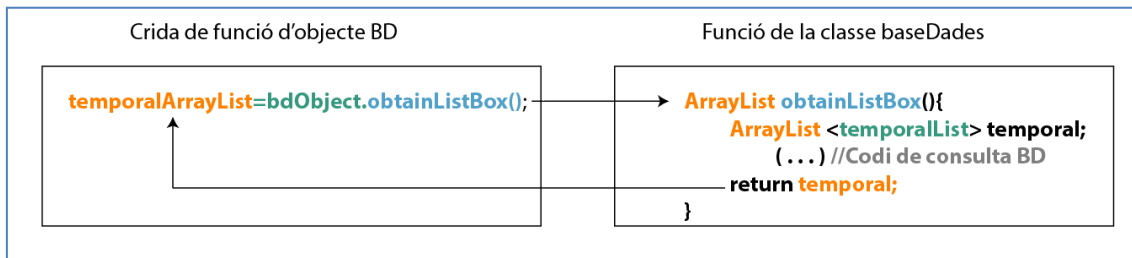 Crida de funció d'objecte BD
temporalArrayList=bdObject.obtainListBox();
Funció de la classe baseDades
ArrayList obtainListBox(){
ArrayList <temporalList> temporal;
(...) //Codi de consulta BD
return temporal;
}